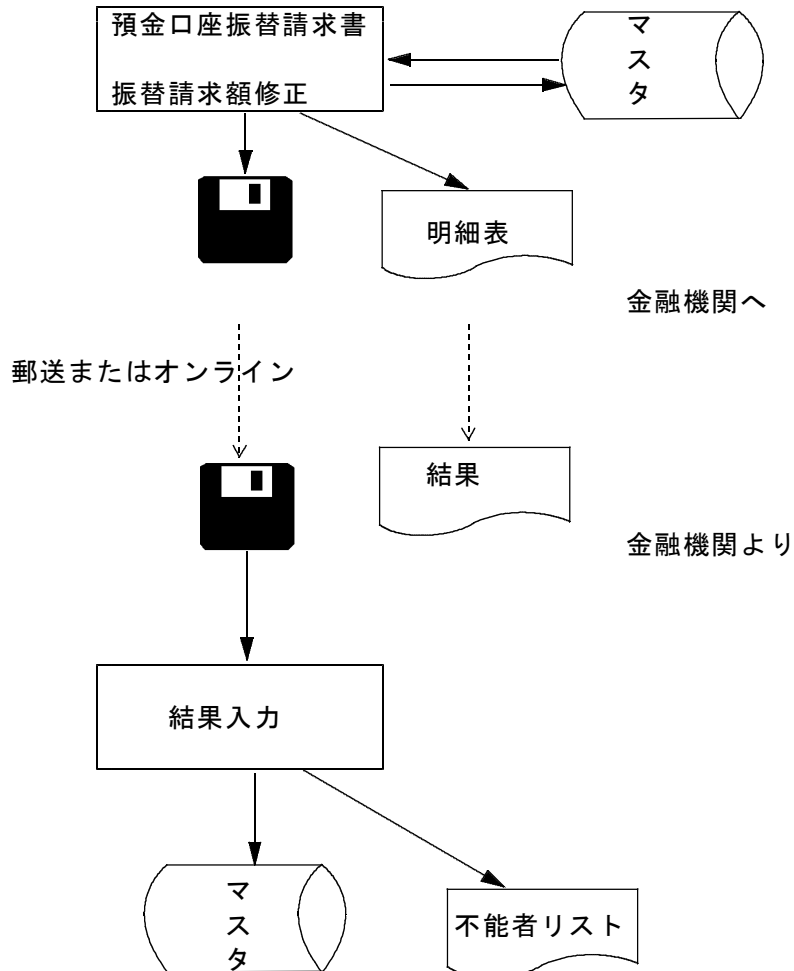 預金口座振替請求書
振替請求額修正
マスタ
明細表
金融機関へ
郵送またはオンライン
結果
金融機関より
結果入力
マスタ
不能者リスト